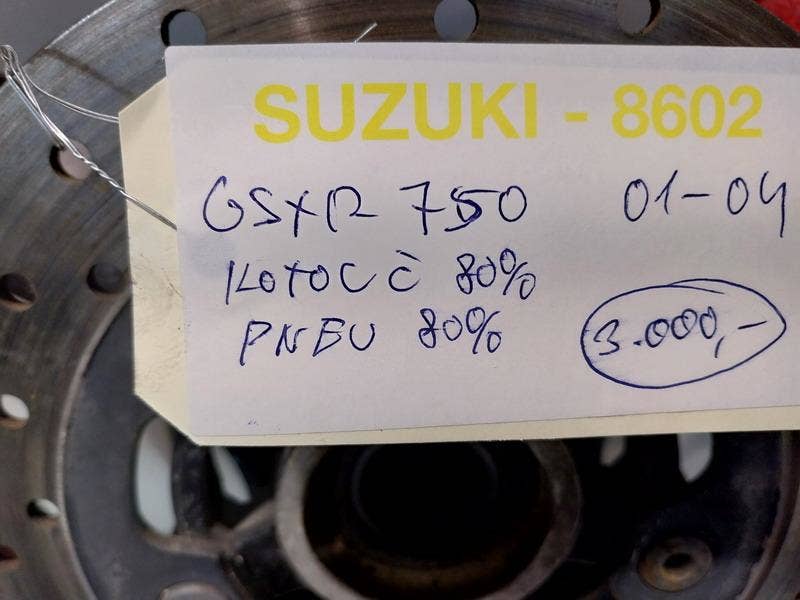 SUZUKI - 8602
GSXR 750 01-04
KOTOUČ 80%
PNEU 80%
3.000,-